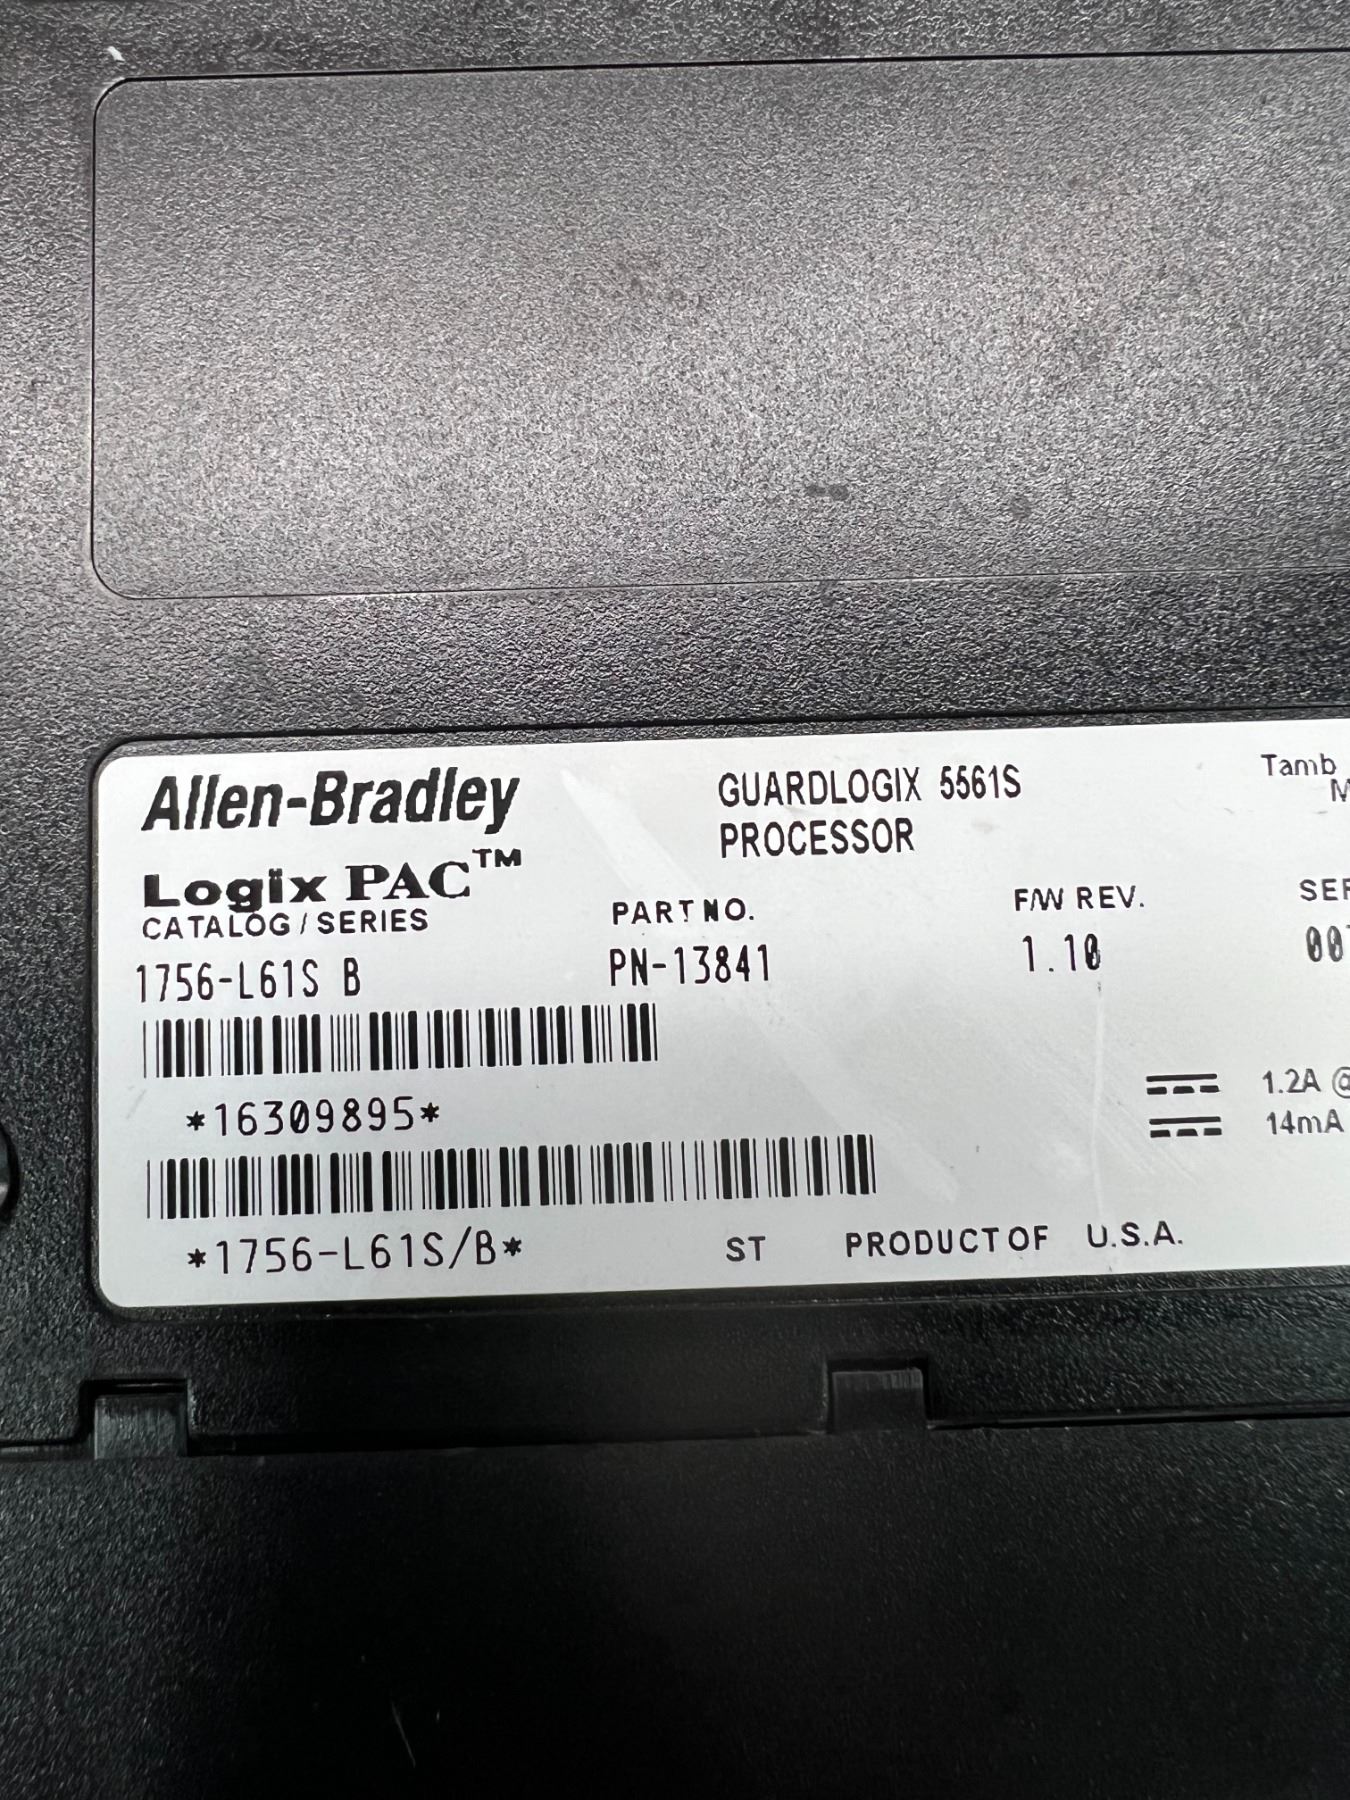 Allen-Bradley
GUARDLOGIX 5561S
PROCESSOR
Tamb
Logix PAC™
CATALOG / SERIES
PART NO.
F/W REV.
1756-L61S B
PN-13841
1.10
*16309895*
1.2A @
14mA
*1756-L61S/B*
ST
PRODUCT OF U.S.A.